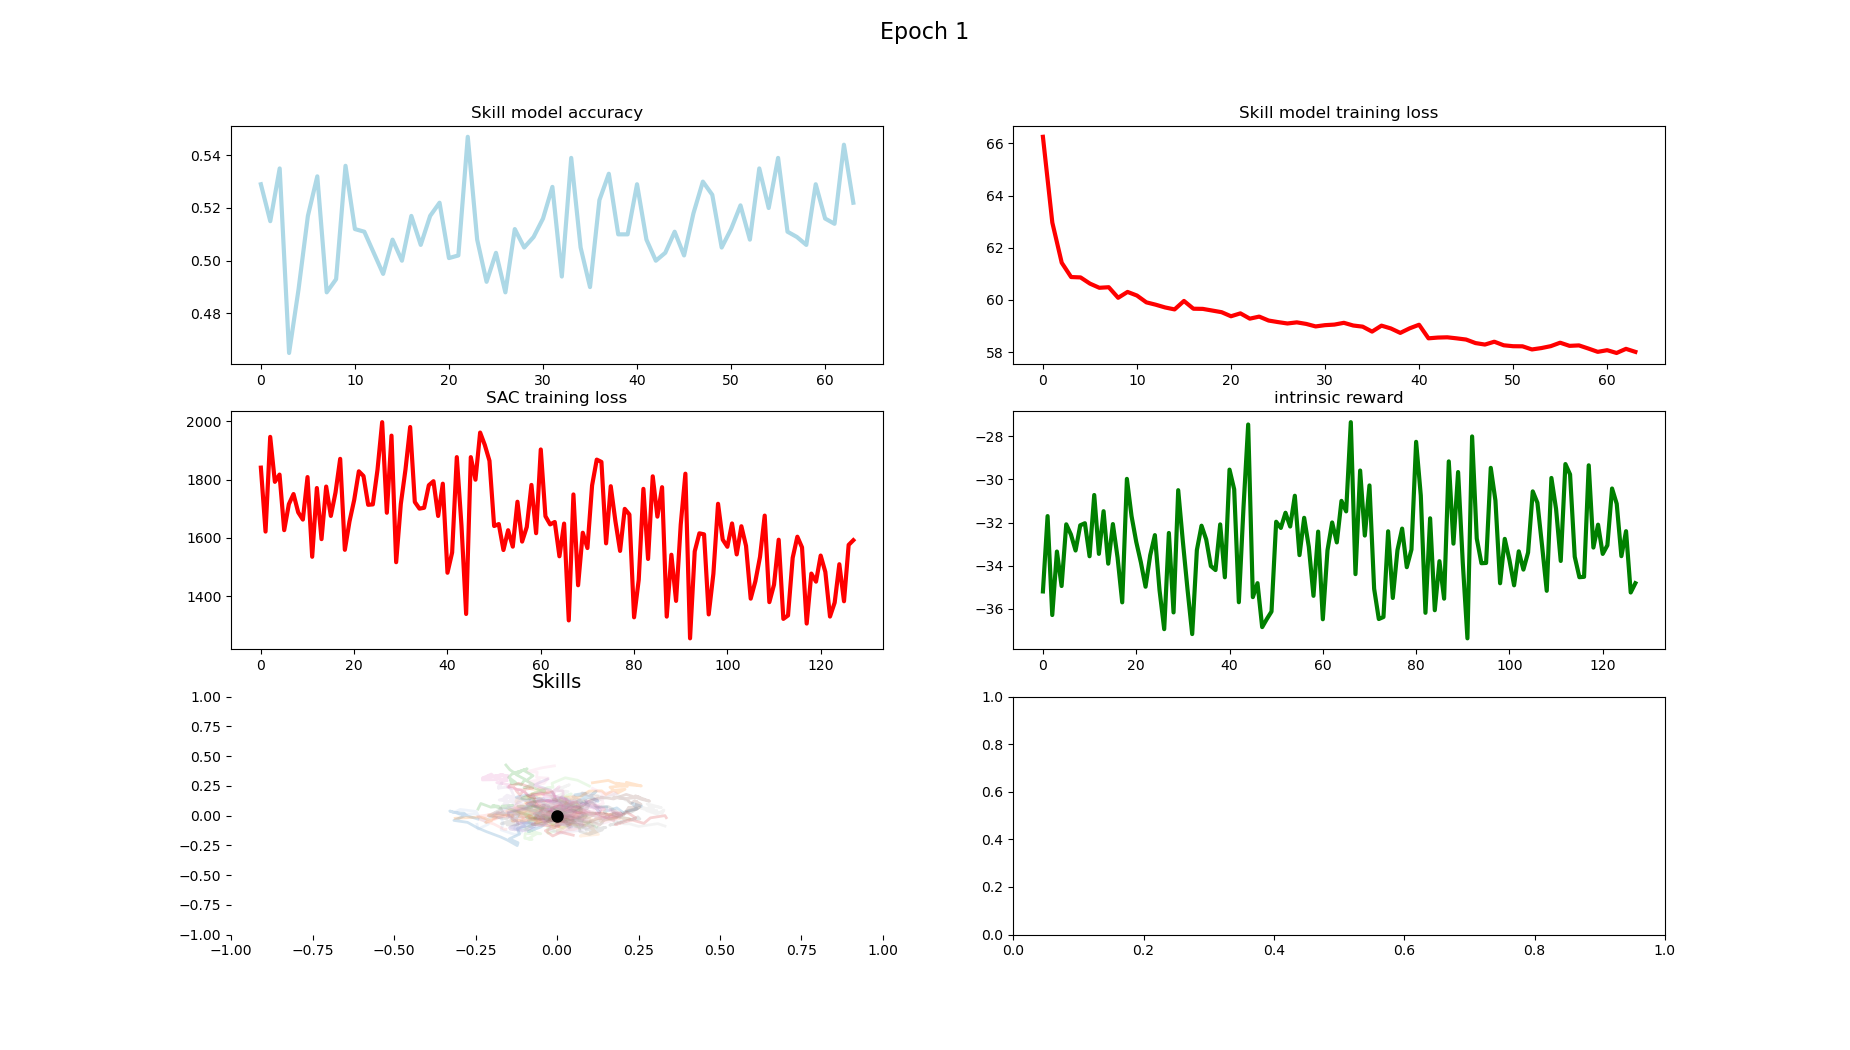 Epoch 1
Skill model accuracy
0.54
0.52
0.50
0.48
0 10 20 30 40 50 60
Skill model training loss
66
64
62
60
58
0 10 20 30 40 50 60
SAC training loss
2000
1800
1600
1400
0 20 40 60 80 100 120
intrinsic reward
−28
−30
−32
−34
−36
0 20 40 60 80 100 120
Skills
1.00
0.75
0.50
0.25
0.00
−0.25
−0.50
−0.75
−1.00
−1.00 −0.75 −0.50 −0.25 0.00 0.25 0.50 0.75 1.00
1.0
0.8
0.6
0.4
0.2
0.0
0.0 0.2 0.4 0.6 0.8 1.0